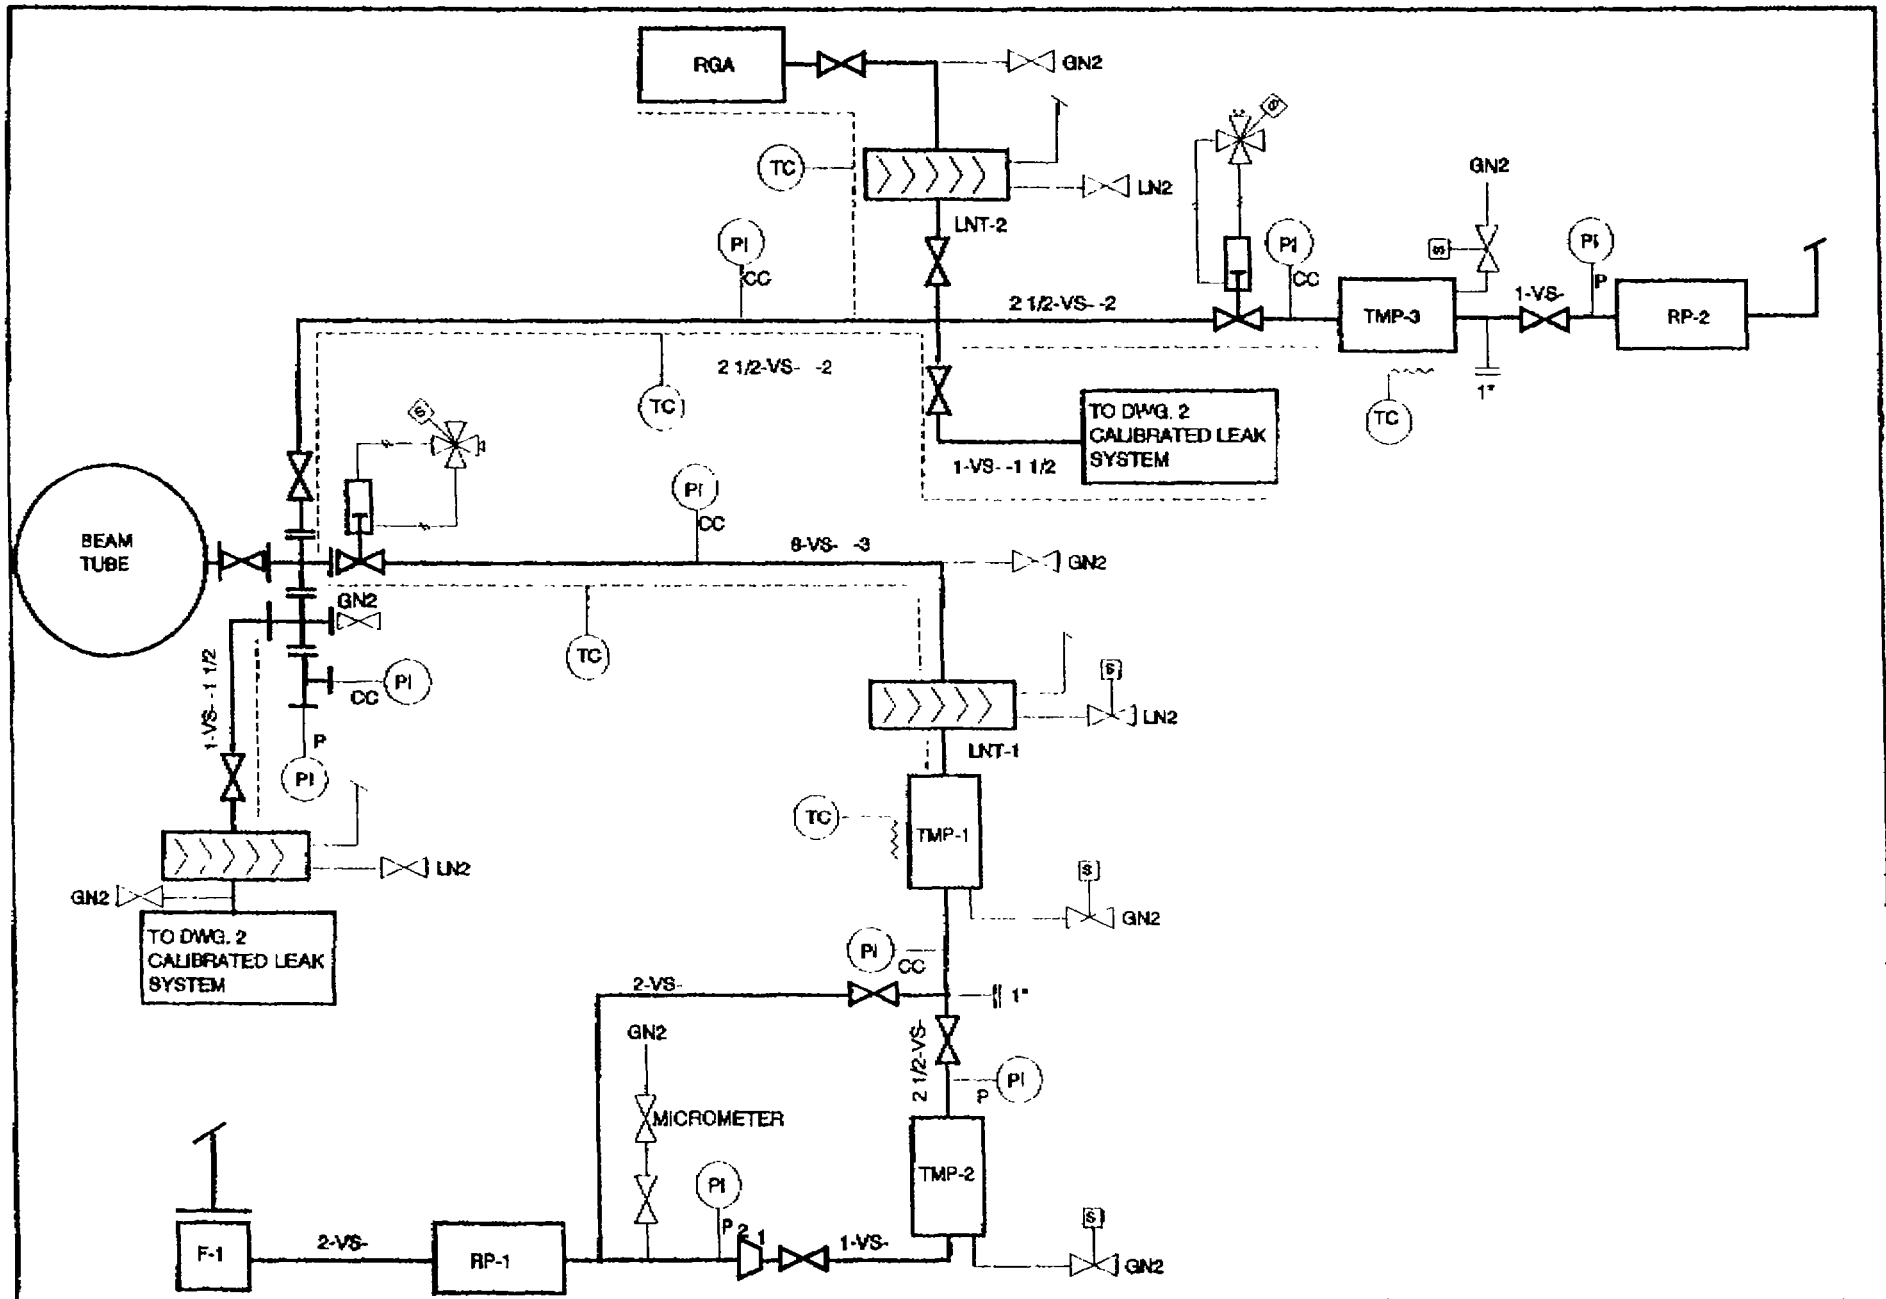 RGA
GN2
TC
LN2
LNT-2
S
GN2
PI
CC
PI
CC
S
PI
P
2 1/2-VS- -2
TMP-3
1-VS-
RP-2
2 1/2-VS- -2
TC
1"
TC
TO DWG. 2
CALIBRATED LEAK
SYSTEM
1-VS- -1 1/2
S
PI
CC
BEAM
TUBE
8-VS- -3
GN2
GN2
TC
1-VS- -1 1/2
CC
PI
P
PI
S
LN2
LNT-1
TC
TMP-1
S
GN2
LN2
GN2
TO DWG. 2
CALIBRATED LEAK
SYSTEM
PI
CC
2-VS-
1"
GN2
2 1/2-VS-
PI
P
MICROMETER
TMP-2
PI
P
2
1
1-VS-
S
GN2
F-1
2-VS-
RP-1